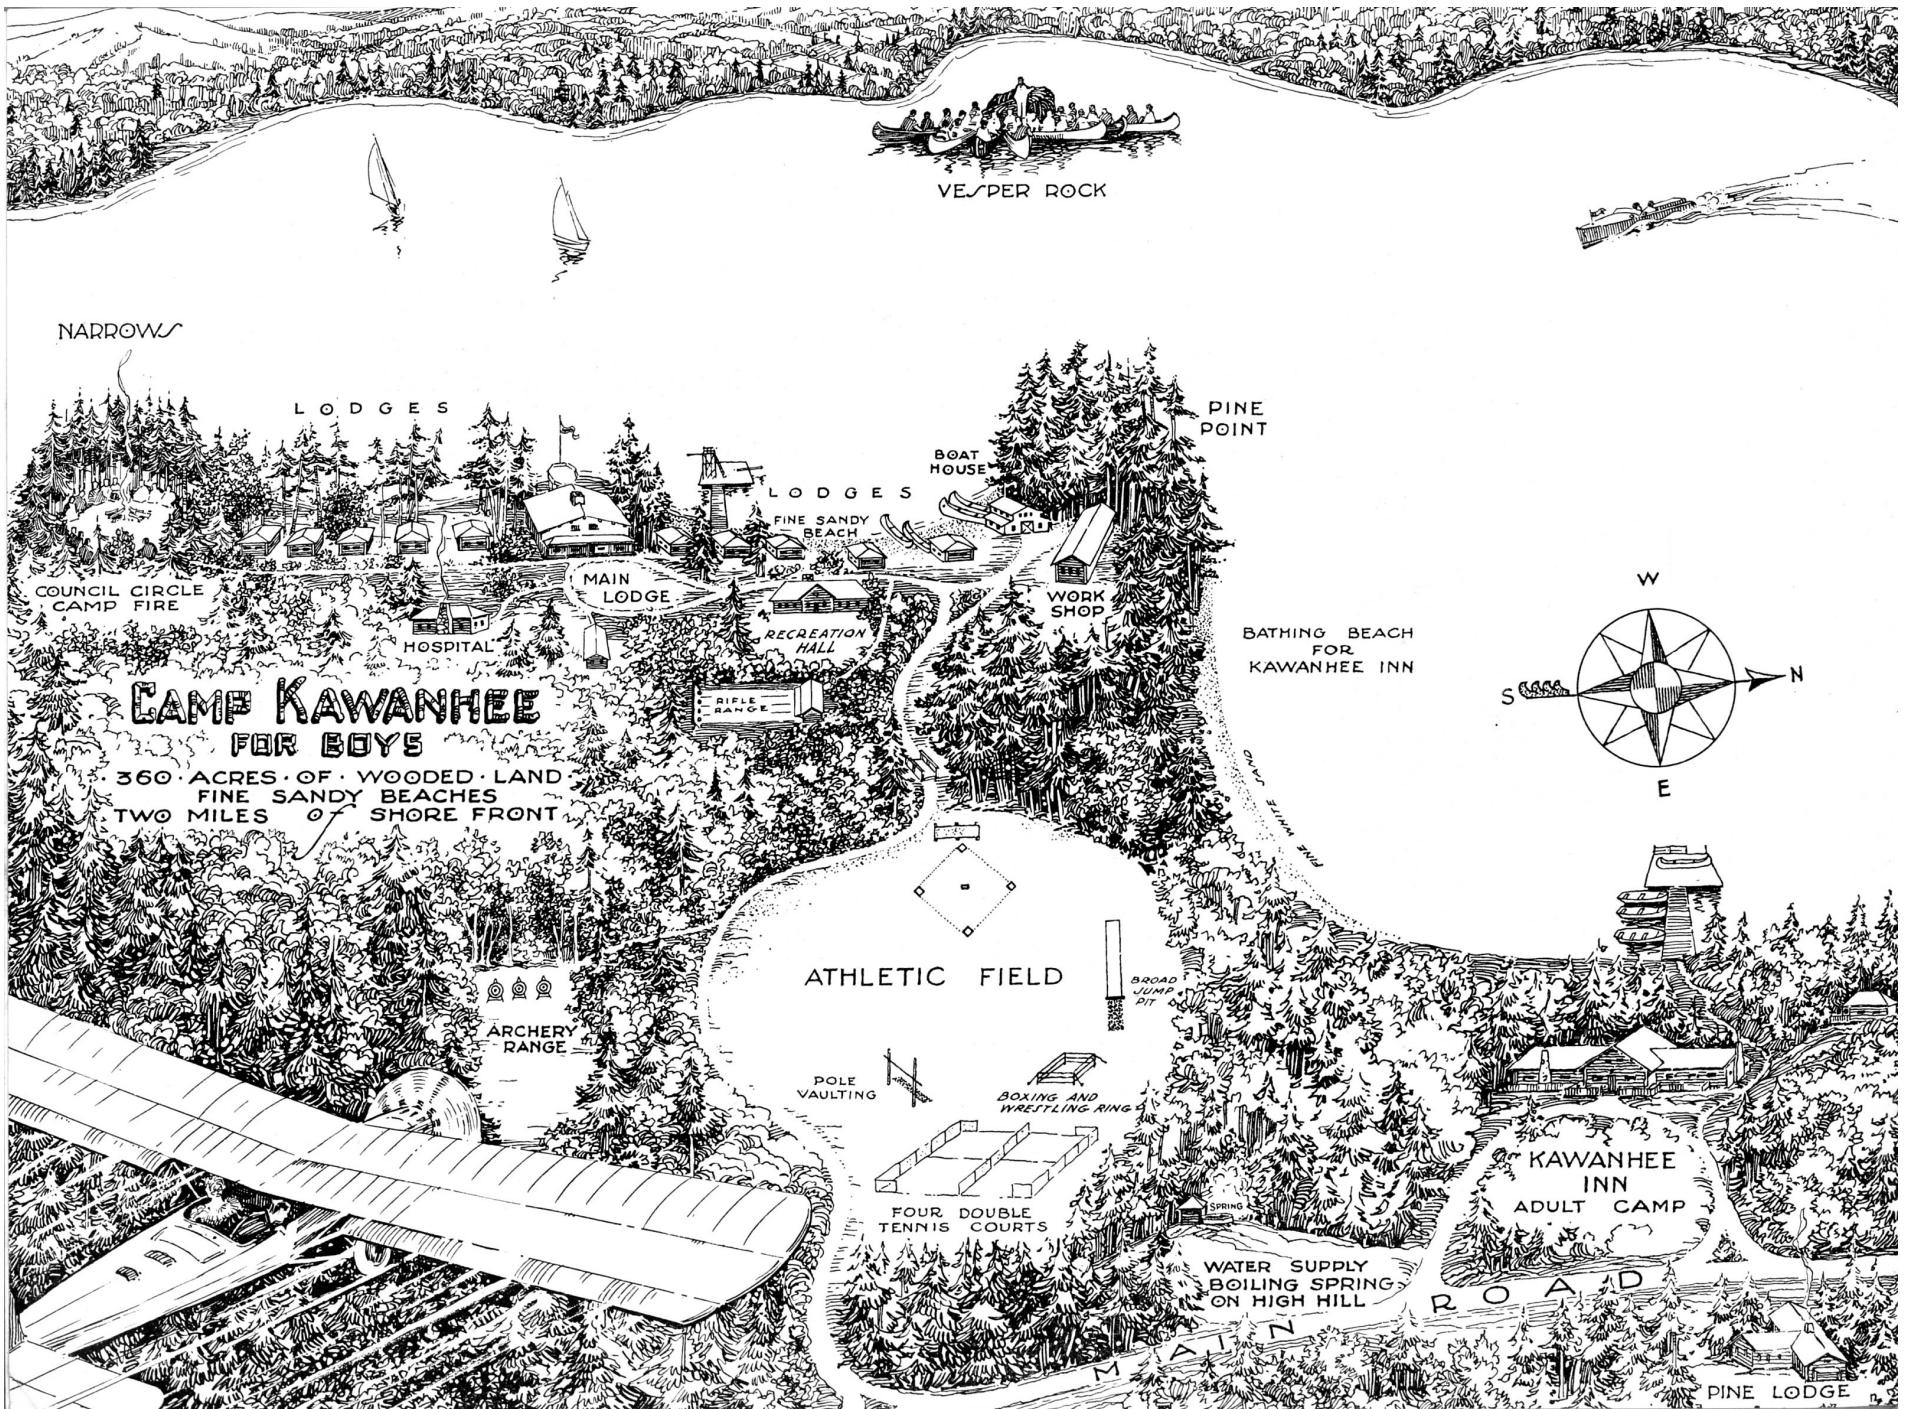 VESPER ROCK
NARROWS
LODGES
PINE
POINT
BOAT
HOUSE
LODGES
FINE SANDY
BEACH
MAIN
LODGE
COUNCIL CIRCLE
CAMP FIRE
WORK
SHOP
HOSPITAL
RECREATION
HALL
BATHING BEACH
FOR
KAWANHEE INN
W
N
S
E
RIFLE
RANGE
CAMP KAWANHEE
FOR BOYS
360 · ACRES · OF · WOODED · LAND ·
FINE SANDY BEACHES
TWO MILES OF SHORE FRONT
FINE WHITE SAND
ATHLETIC FIELD
BROAD
JUMP
PIT
ARCHERY
RANGE
POLE
VAULTING
BOXING AND
WRESTLING RING
FOUR DOUBLE
TENNIS COURTS
SPRING
KAWANHEE
INN
ADULT CAMP
WATER SUPPLY
BOILING SPRING
ON HIGH HILL
MAIN ROAD
PINE LODGE